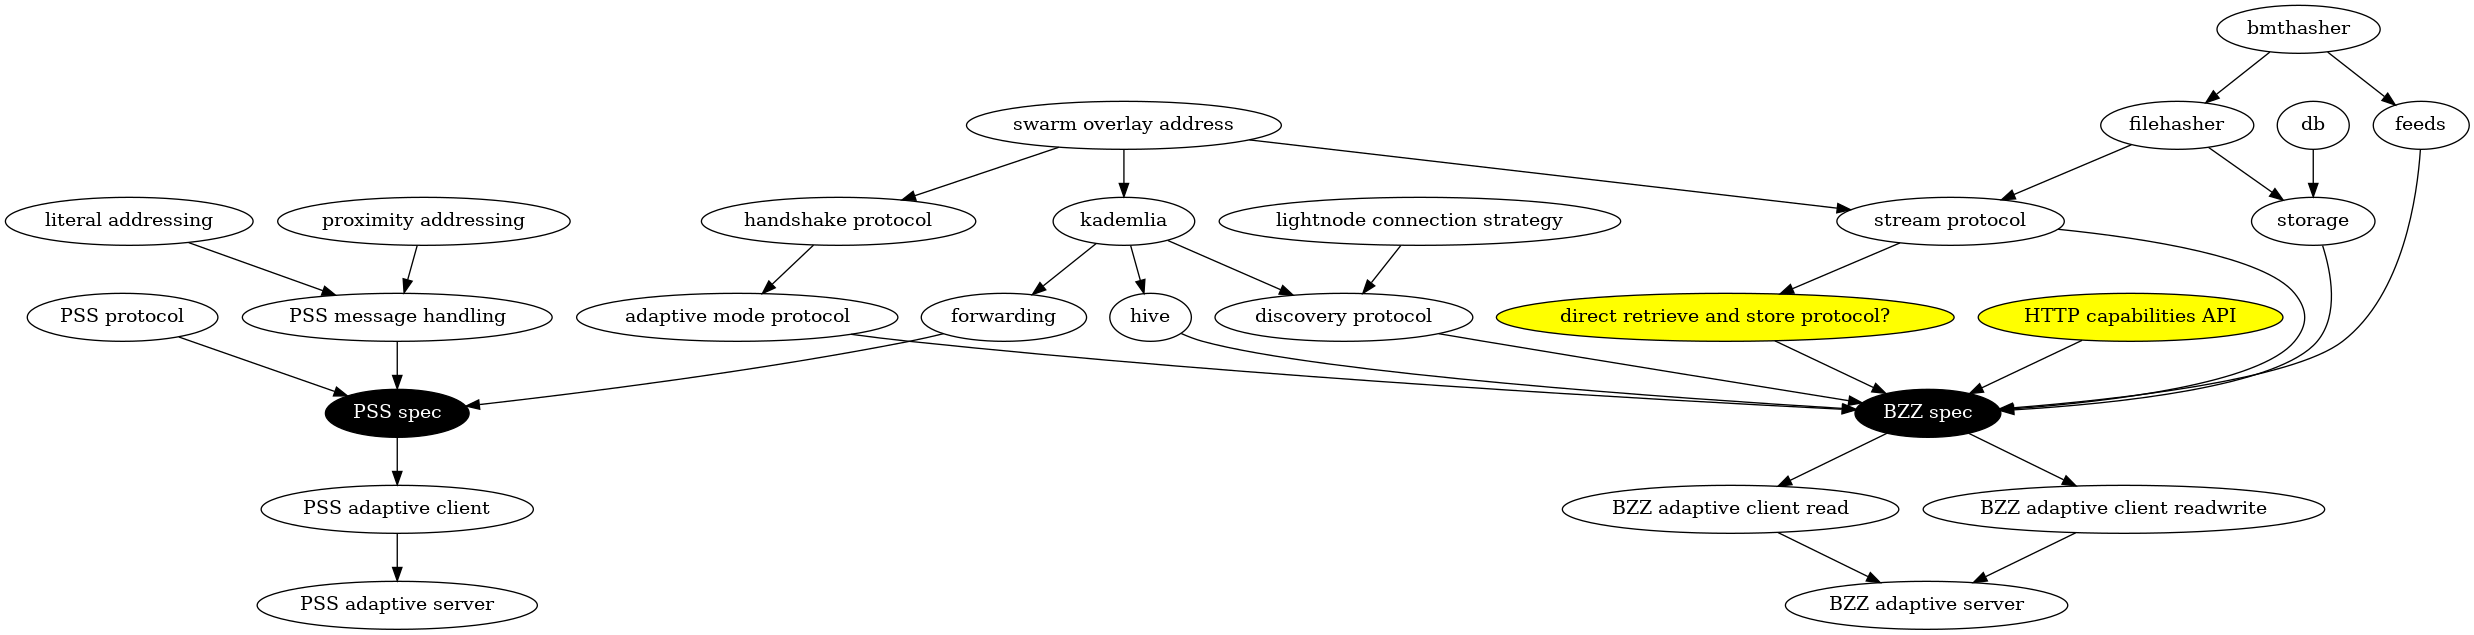 bmthasher
swarm overlay address
filehasher
db
feeds
literal addressing
proximity addressing
handshake protocol
kademlia
lightnode connection strategy
stream protocol
storage
PSS protocol
PSS message handling
adaptive mode protocol
forwarding
hive
discovery protocol
direct retrieve and store protocol?
HTTP capabilities API
PSS spec
BZZ spec
PSS adaptive client
BZZ adaptive client read
BZZ adaptive client readwrite
PSS adaptive server
BZZ adaptive server